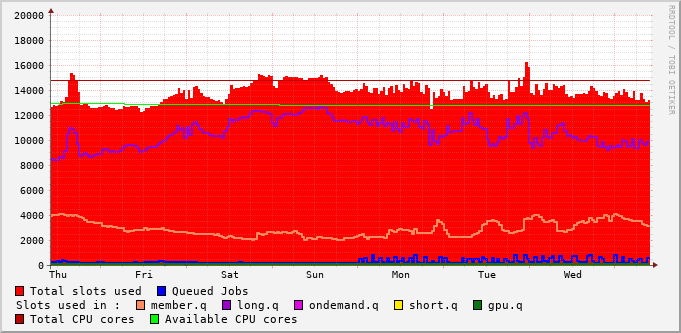 20000
18000
16000
14000
12000
10000
8000
6000
4000
2000
0
Thu Fri Sat Sun Mon Tue Wed
Total slots used Queued Jobs
Slots used in : member.q long.q ondemand.q short.q gpu.q
Total CPU cores Available CPU cores
RRDTOOL / TOBI OETIKER